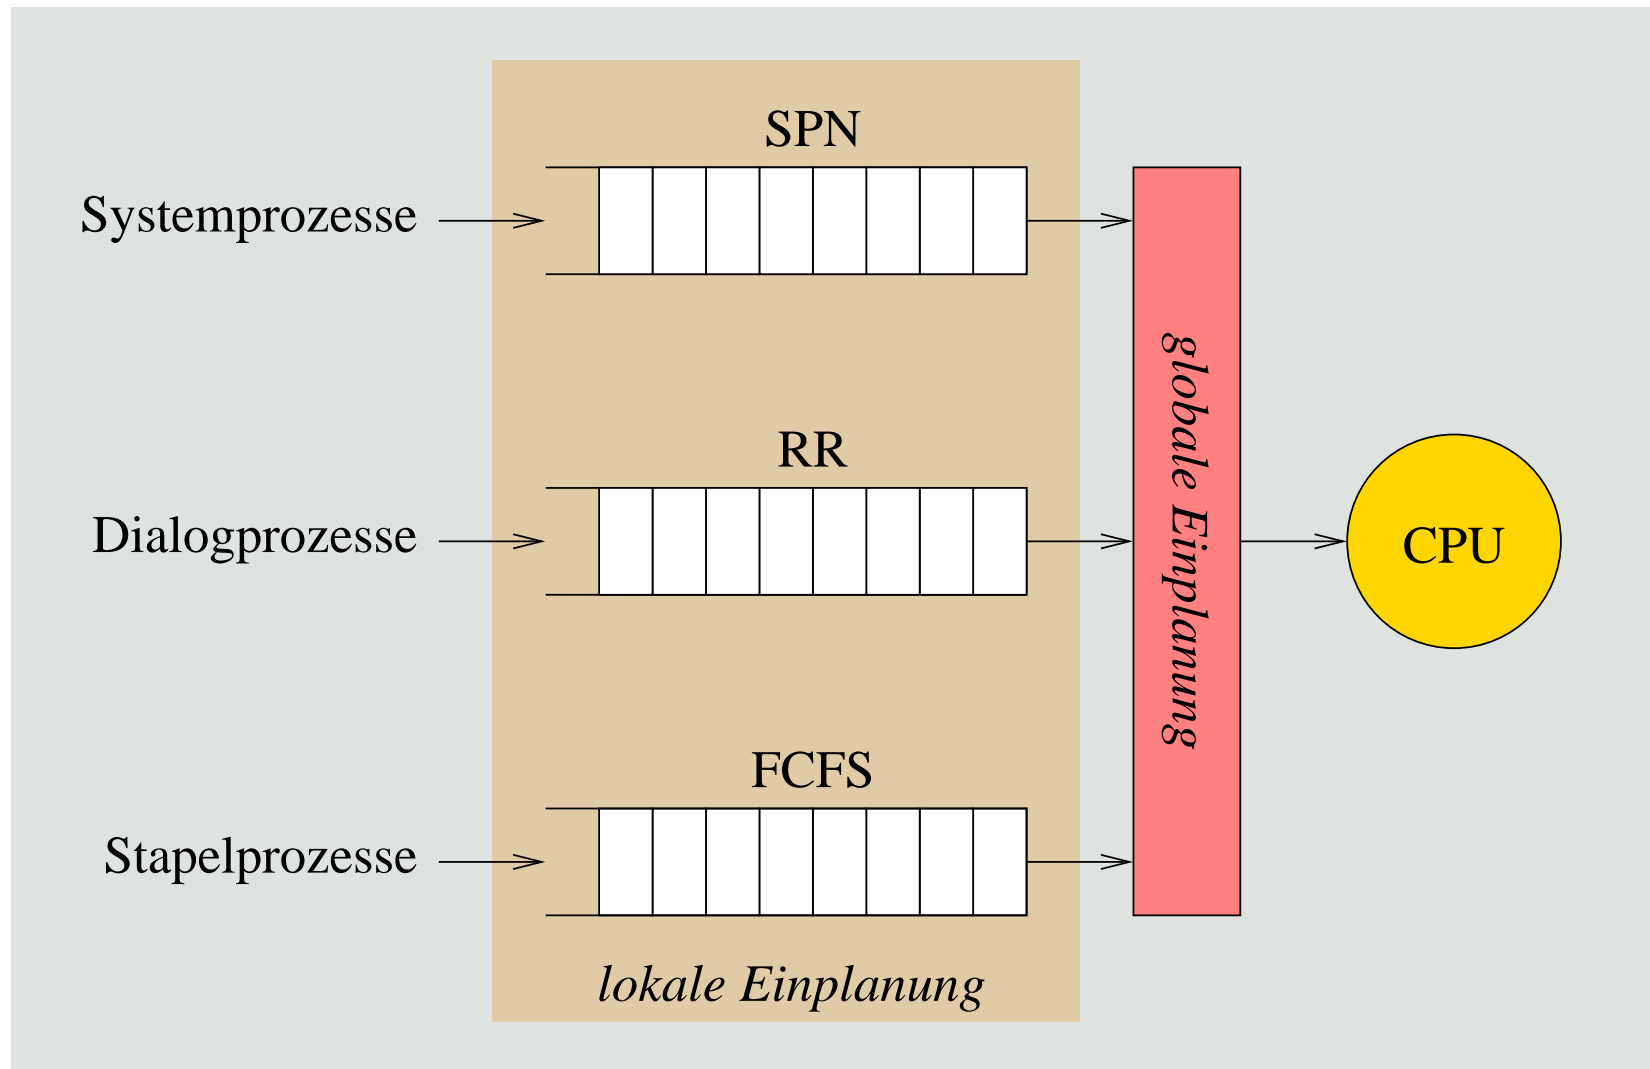 SPN
Systemprozesse
RR
Dialogprozesse
FCFS
Stapelprozesse
lokale Einplanung
globale Einplanung
CPU